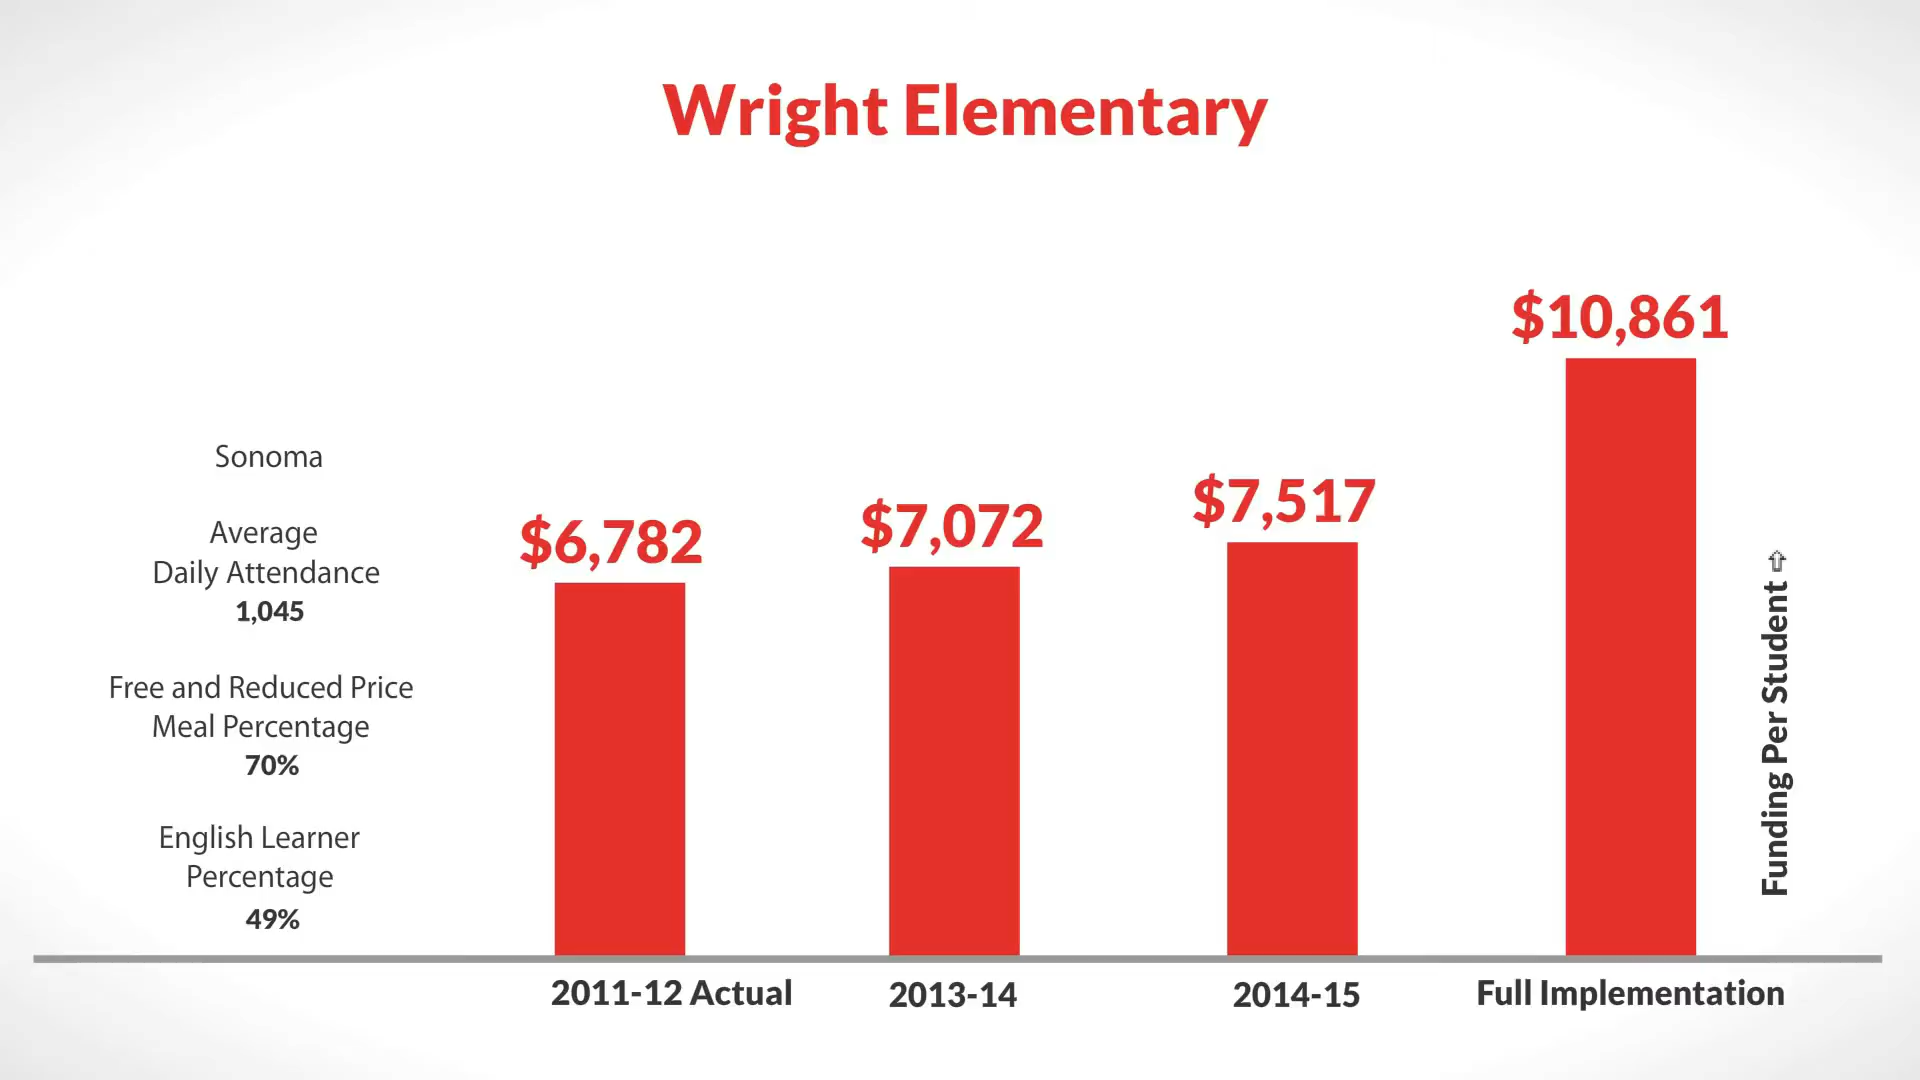 Wright Elementary
Sonoma
Average
Daily Attendance
1,045
Free and Reduced Price
Meal Percentage
70%
English Learner
Percentage
49%
$6,782
$7,072
$7,517
$10,861
Funding Per Student ⇧
2011-12 Actual
2013-14
2014-15
Full Implementation